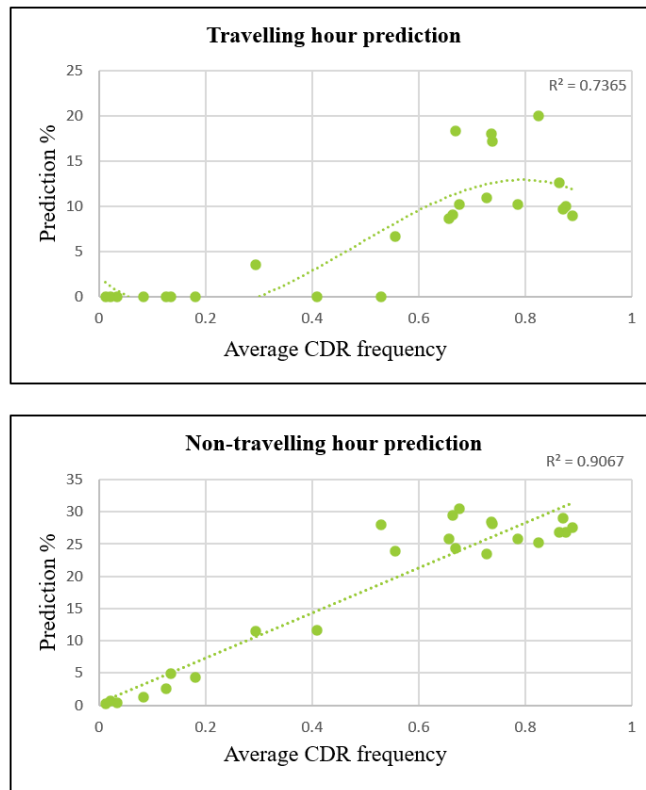 Travelling hour prediction
R² = 0.7365
25
20
15
10
5
0
Prediction %
0 0.2 0.4 0.6 0.8 1
Average CDR frequency
Non-travelling hour prediction
R² = 0.9067
35
30
25
20
15
10
5
0
Prediction %
0 0.2 0.4 0.6 0.8 1
Average CDR frequency